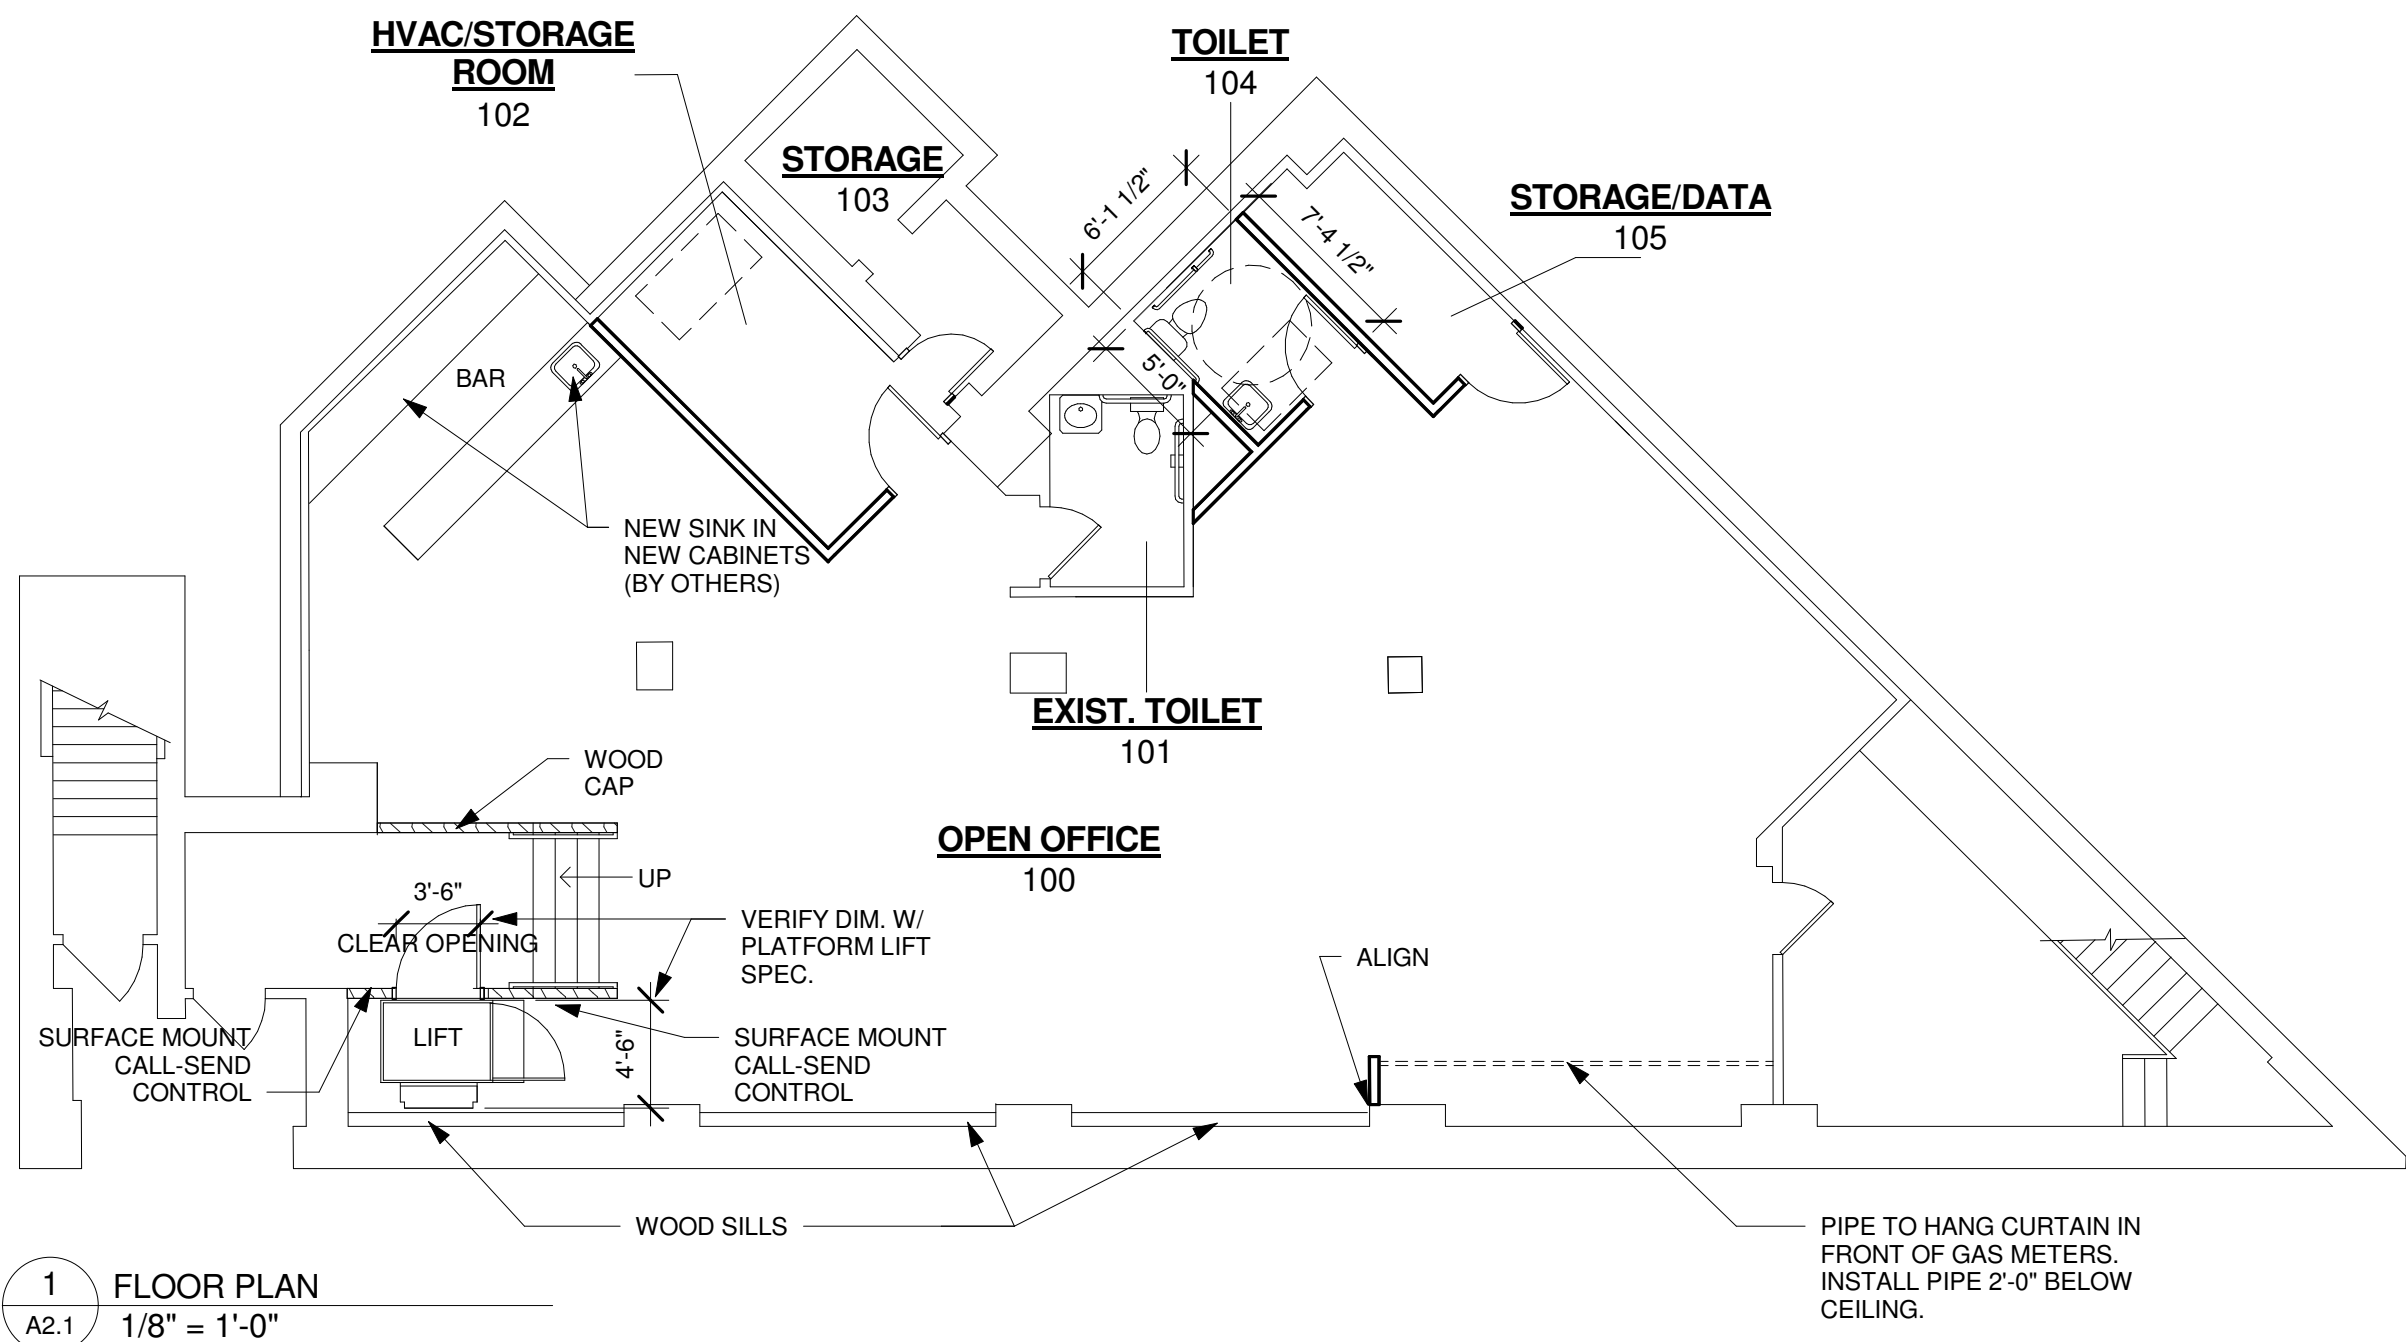 HVAC/STORAGE
ROOM
102
STORAGE
103
TOILET
104
6'-1 1/2"
7'-4 1/2"
STORAGE/DATA
105
5'-0"
BAR
NEW SINK IN
NEW CABINETS
(BY OTHERS)
EXIST. TOILET
101
WOOD
CAP
OPEN OFFICE
100
UP
3'-6"
CLEAR OPENING
VERIFY DIM. W/
PLATFORM LIFT
SPEC.
ALIGN
SURFACE MOUNT
CALL-SEND
CONTROL
LIFT
4'-6"
SURFACE MOUNT
CALL-SEND
CONTROL
WOOD SILLS
PIPE TO HANG CURTAIN IN
FRONT OF GAS METERS.
INSTALL PIPE 2'-0" BELOW
CEILING.
1
FLOOR PLAN
A2.1
1/8" = 1'-0"